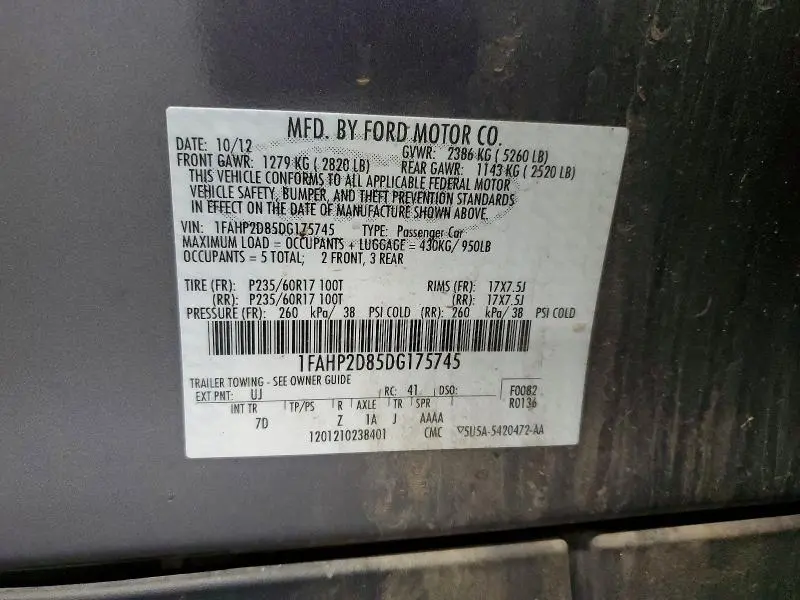 MFD. BY FORD MOTOR CO.
DATE: 10/12 GVWR: 2386 KG ( 5260 LB)
FRONT GAWR: 1279 KG ( 2820 LB) REAR GAWR: 1143 KG ( 2520 LB)
THIS VEHICLE CONFORMS TO ALL APPLICABLE FEDERAL MOTOR
VEHICLE SAFETY, BUMPER, AND THEFT PREVENTION STANDARDS
IN EFFECT ON THE DATE OF MANUFACTURE SHOWN ABOVE.
VIN: 1FAHP2D85DG175745 TYPE: Passenger Car
MAXIMUM LOAD = OCCUPANTS + LUGGAGE = 430KG/ 950LB
OCCUPANTS = 5 TOTAL; 2 FRONT, 3 REAR
TIRE (FR): P235/60R17 100T RIMS (FR): 17X7.5J
(RR): P235/60R17 100T (RR): 17X7.5J
PRESSURE (FR): 260 kPa/ 38 PSI COLD (RR): 260 kPa/ 38 PSI COLD
1FAHP2D85DG175745
TRAILER TOWING - SEE OWNER GUIDE
EXT PNT: UJ RC: 41 DSO: F0082
INT TR TP/PS R AXLE TR SPR R0136
7D Z 1A J AAAA
1201210238401 CMC ▽5U5A-5420472-AA